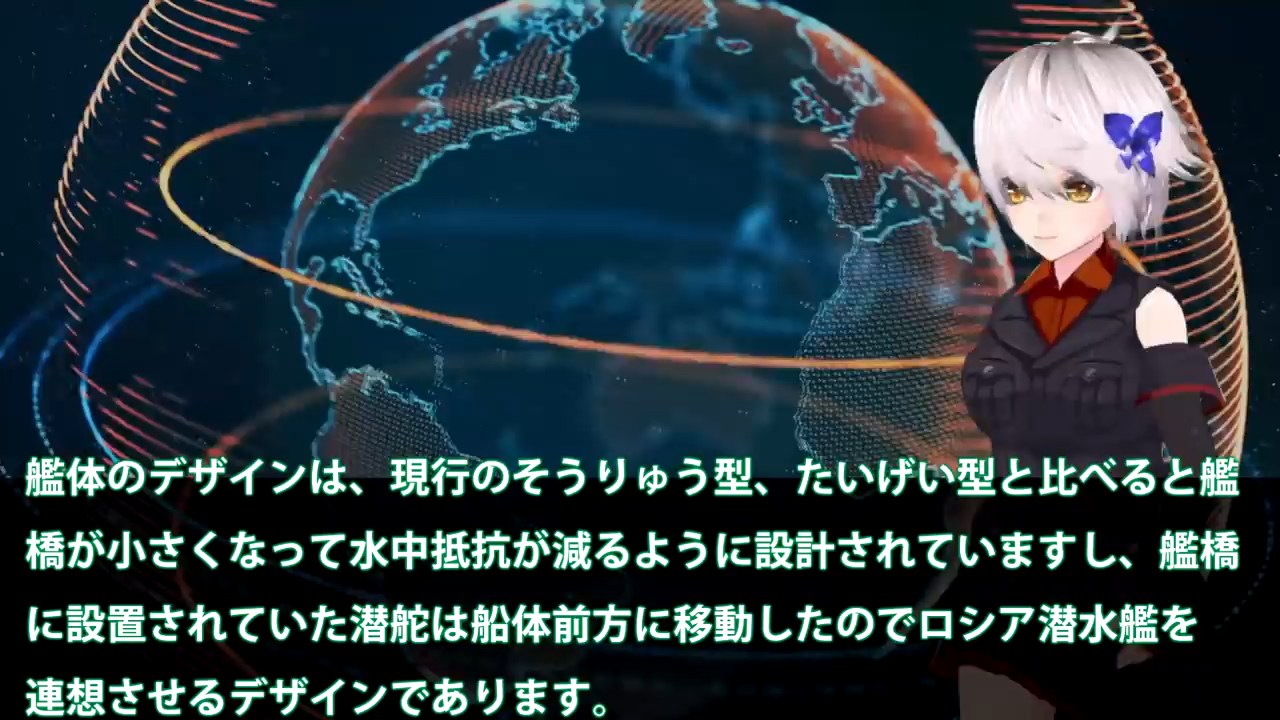 艦体のデザインは、現行のそうりゅう型、たいげい型と比べると艦
橋が小さくなって水中抵抗が減るように設計されていますし、艦橋
に設置されていた潜舵は船体前方に移動したのでロシア潜水艦を
連想させるデザインであります。